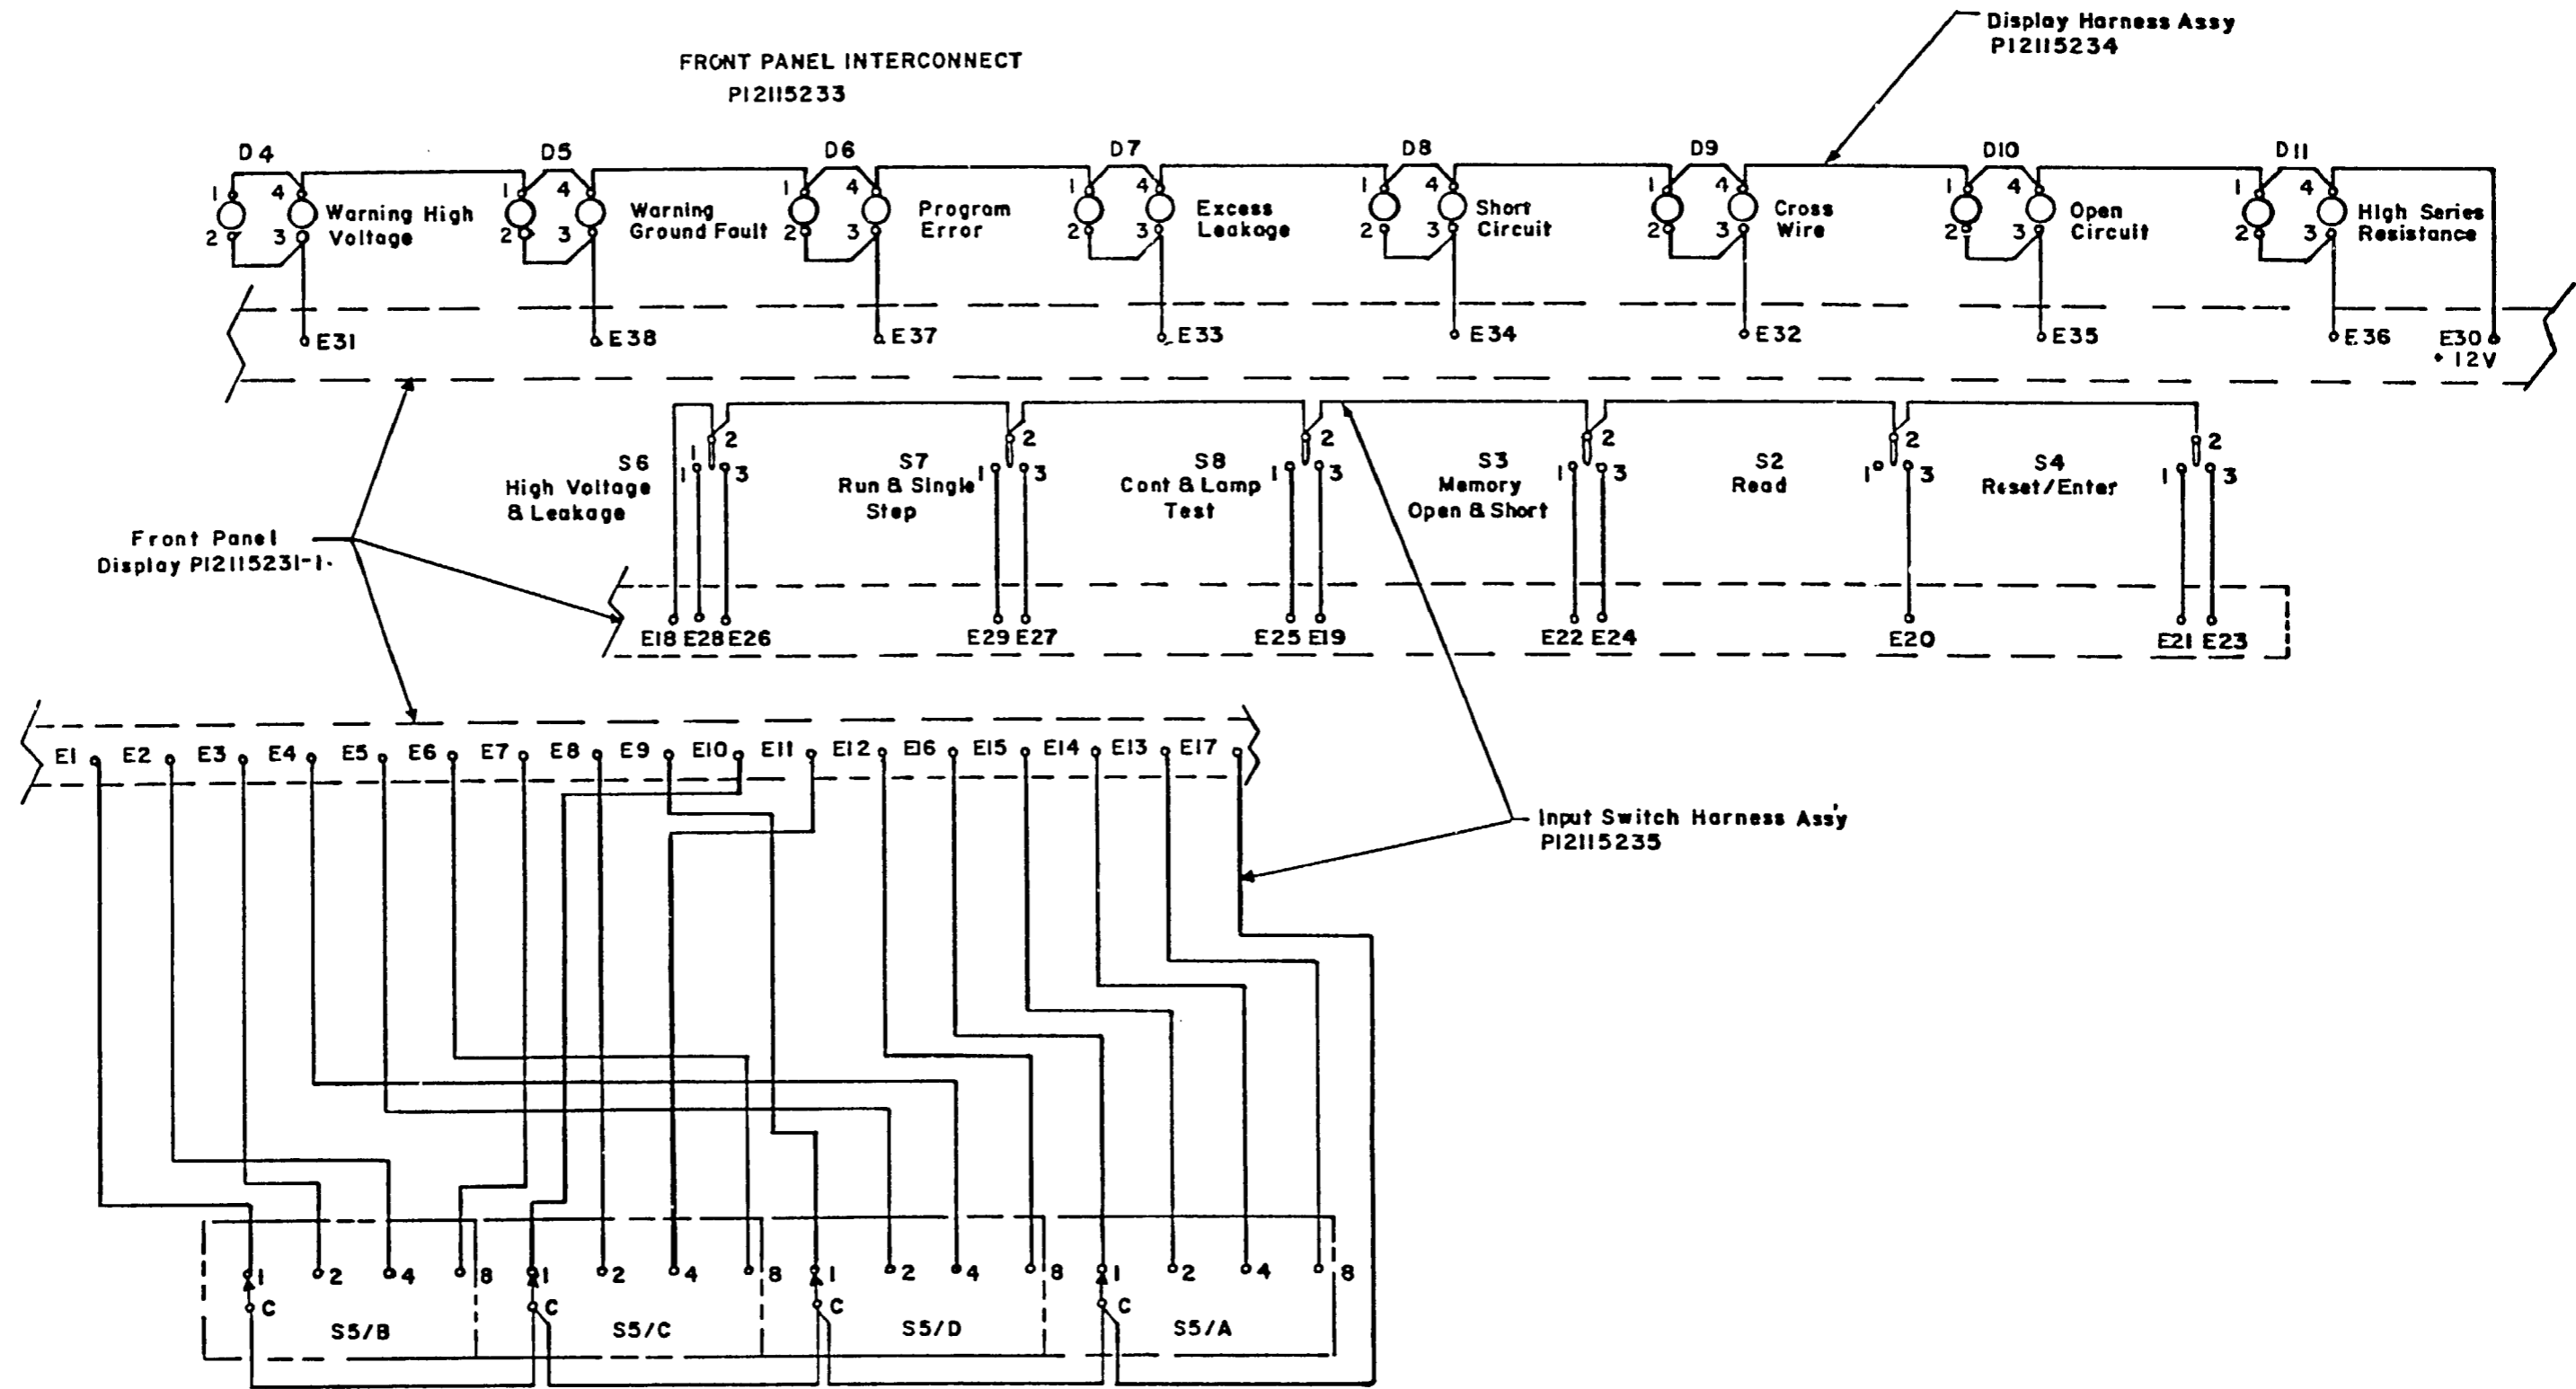 Display Harness Assy
P12115234
FRONT PANEL INTERCONNECT
P12115233
D4 D5 D6 D7 D8 D9 D10 D11
1 4 1 4 1 4 1 4 1 4 1 4 1 4 1 4
Warning High
Voltage
Warning
Ground Fault
Program
Error
Excess
Leakage
Short
Circuit
Cross
Wire
Open
Circuit
High Series
Resistance
2 3 2 3 2 3 2 3 2 3 2 3 2 3 2 3
E31 E38 E37 E33 E34 E32 E35 E36 E30
+ 12V
2 2 2 2 2 2
S6
High Voltage
& Leakage
1
1 3
S7
Run & Single
Step
1 3
S8
Cont & Lamp
Test
1 3
S3
Memory
Open & Short
1 3
S2
Read
1 3
S4
Reset/Enter
1 3
Front Panel
Display P12115231-1.
E18 E28 E26 E29 E27 E25 E19 E22 E24 E20 E21 E23
E1 E2 E3 E4 E5 E6 E7 E8 E9 E10 E11 E12 E16 E15 E14 E13 E17
Input Switch Harness Ass'y
P12115235
1 2 4 8 1 2 4 8 1 2 4 8 1 2 4 8
C C C C
S5/B S5/C S5/D S5/A